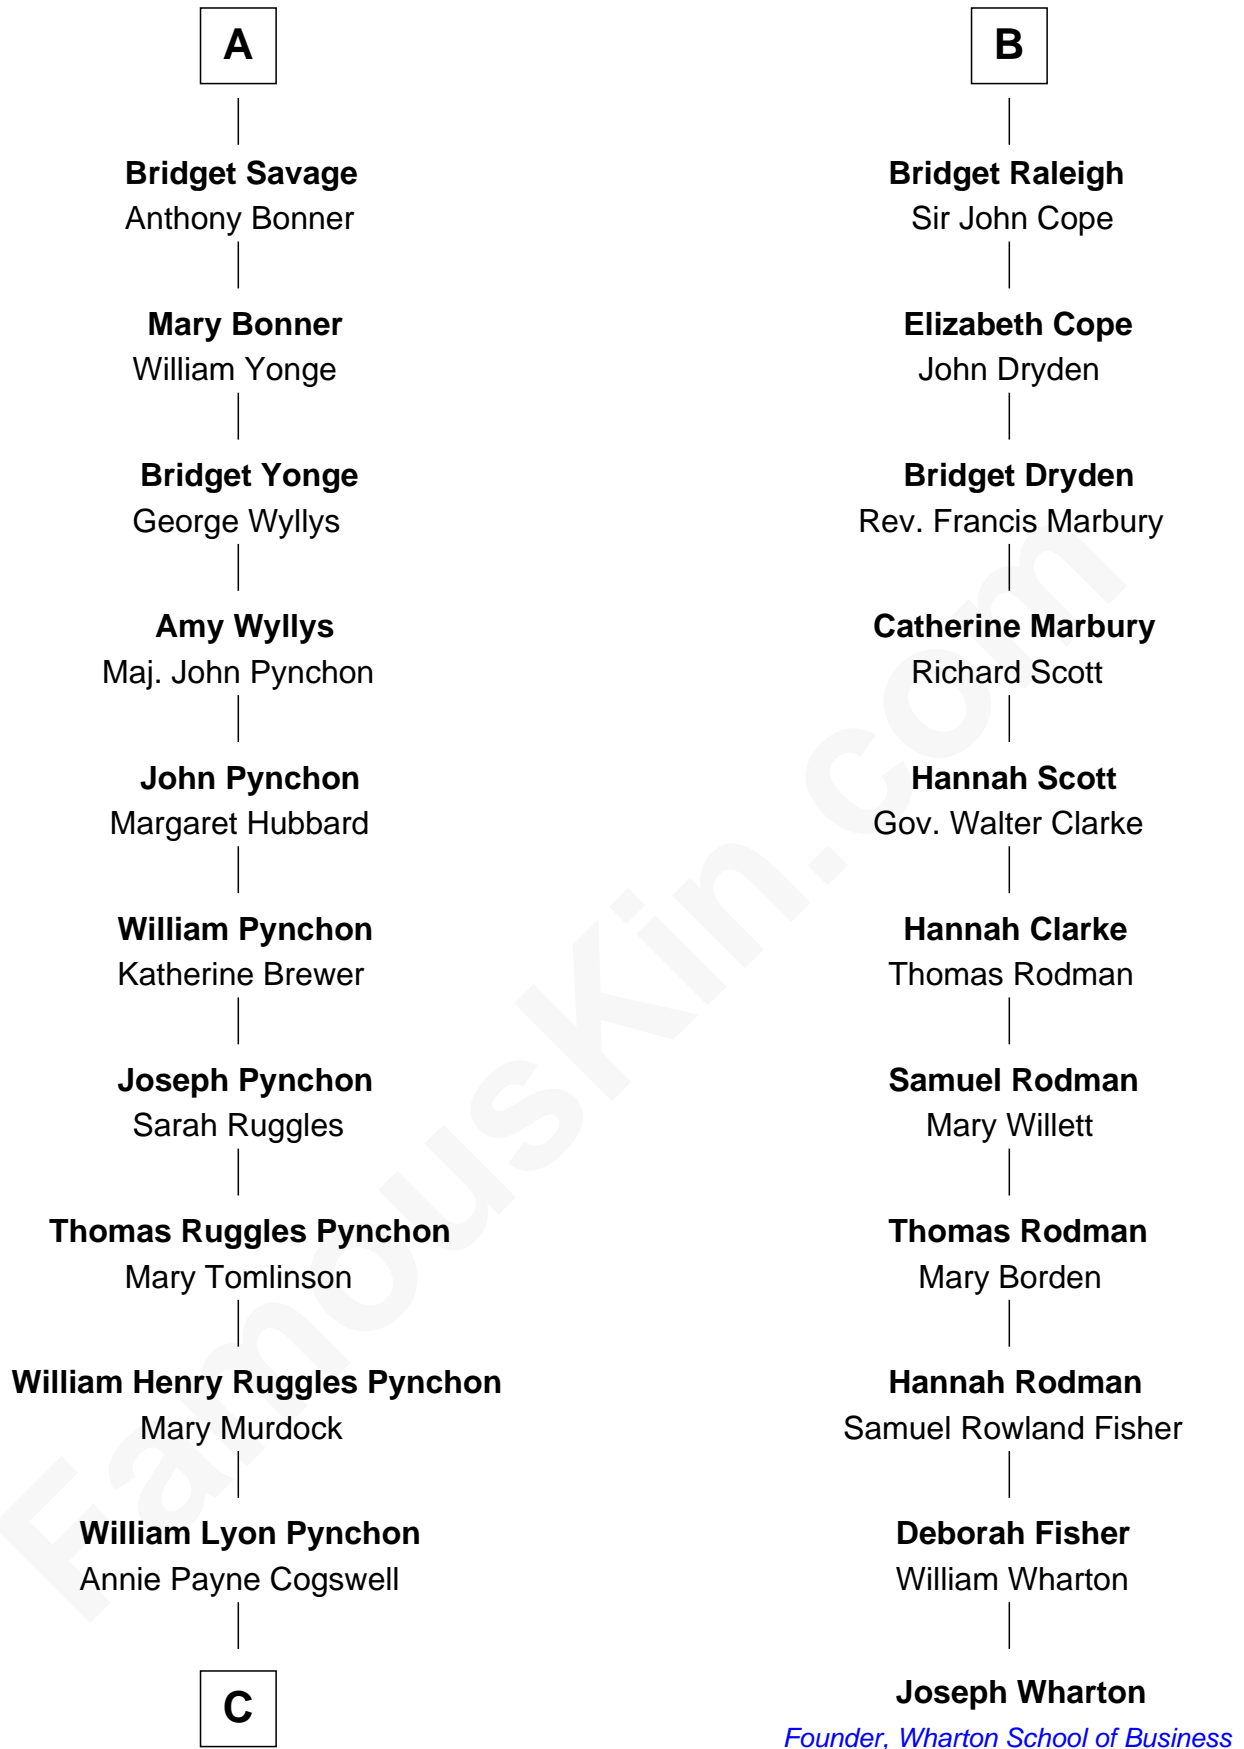 A
Bridget Savage
Anthony Bonner
Mary Bonner
William Yonge
Bridget Yonge
George Wyllys
Amy Wyllys
Maj. John Pynchon
John Pynchon
Margaret Hubbard
William Pynchon
Katherine Brewer
Joseph Pynchon
Sarah Ruggles
Thomas Ruggles Pynchon
Mary Tomlinson
William Henry Ruggles Pynchon
Mary Murdock
William Lyon Pynchon
Annie Payne Cogswell
C
B
Bridget Raleigh
Sir John Cope
Elizabeth Cope
John Dryden
Bridget Dryden
Rev. Francis Marbury
Catherine Marbury
Richard Scott
Hannah Scott
Gov. Walter Clarke
Hannah Clarke
Thomas Rodman
Samuel Rodman
Mary Willett
Thomas Rodman
Mary Borden
Hannah Rodman
Samuel Rowland Fisher
Deborah Fisher
William Wharton
Joseph Wharton
Founder, Wharton School of Business
FamousKin.com